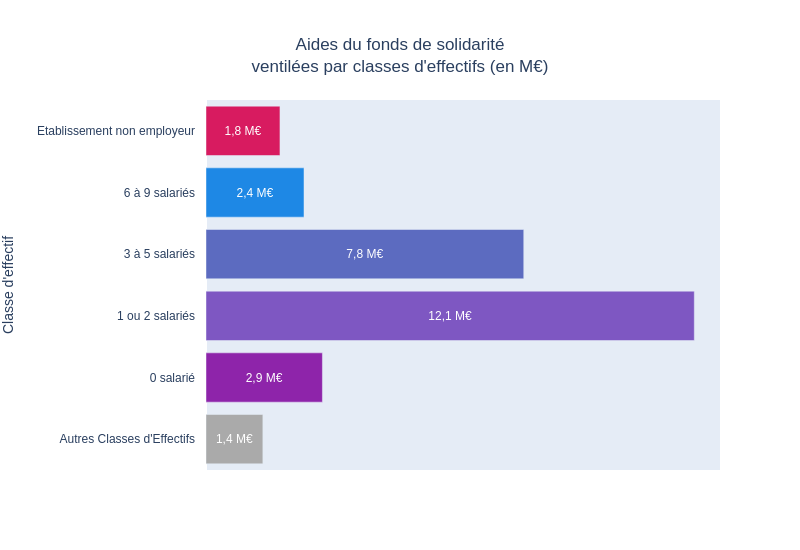 Aides du fonds de solidarité
ventilées par classes d'effectifs (en M€)
Classe d'effectif
Etablissement non employeur
1,8 M€
6 à 9 salariés
2,4 M€
3 à 5 salariés
7,8 M€
1 ou 2 salariés
12,1 M€
0 salarié
2,9 M€
Autres Classes d'Effectifs
1,4 M€